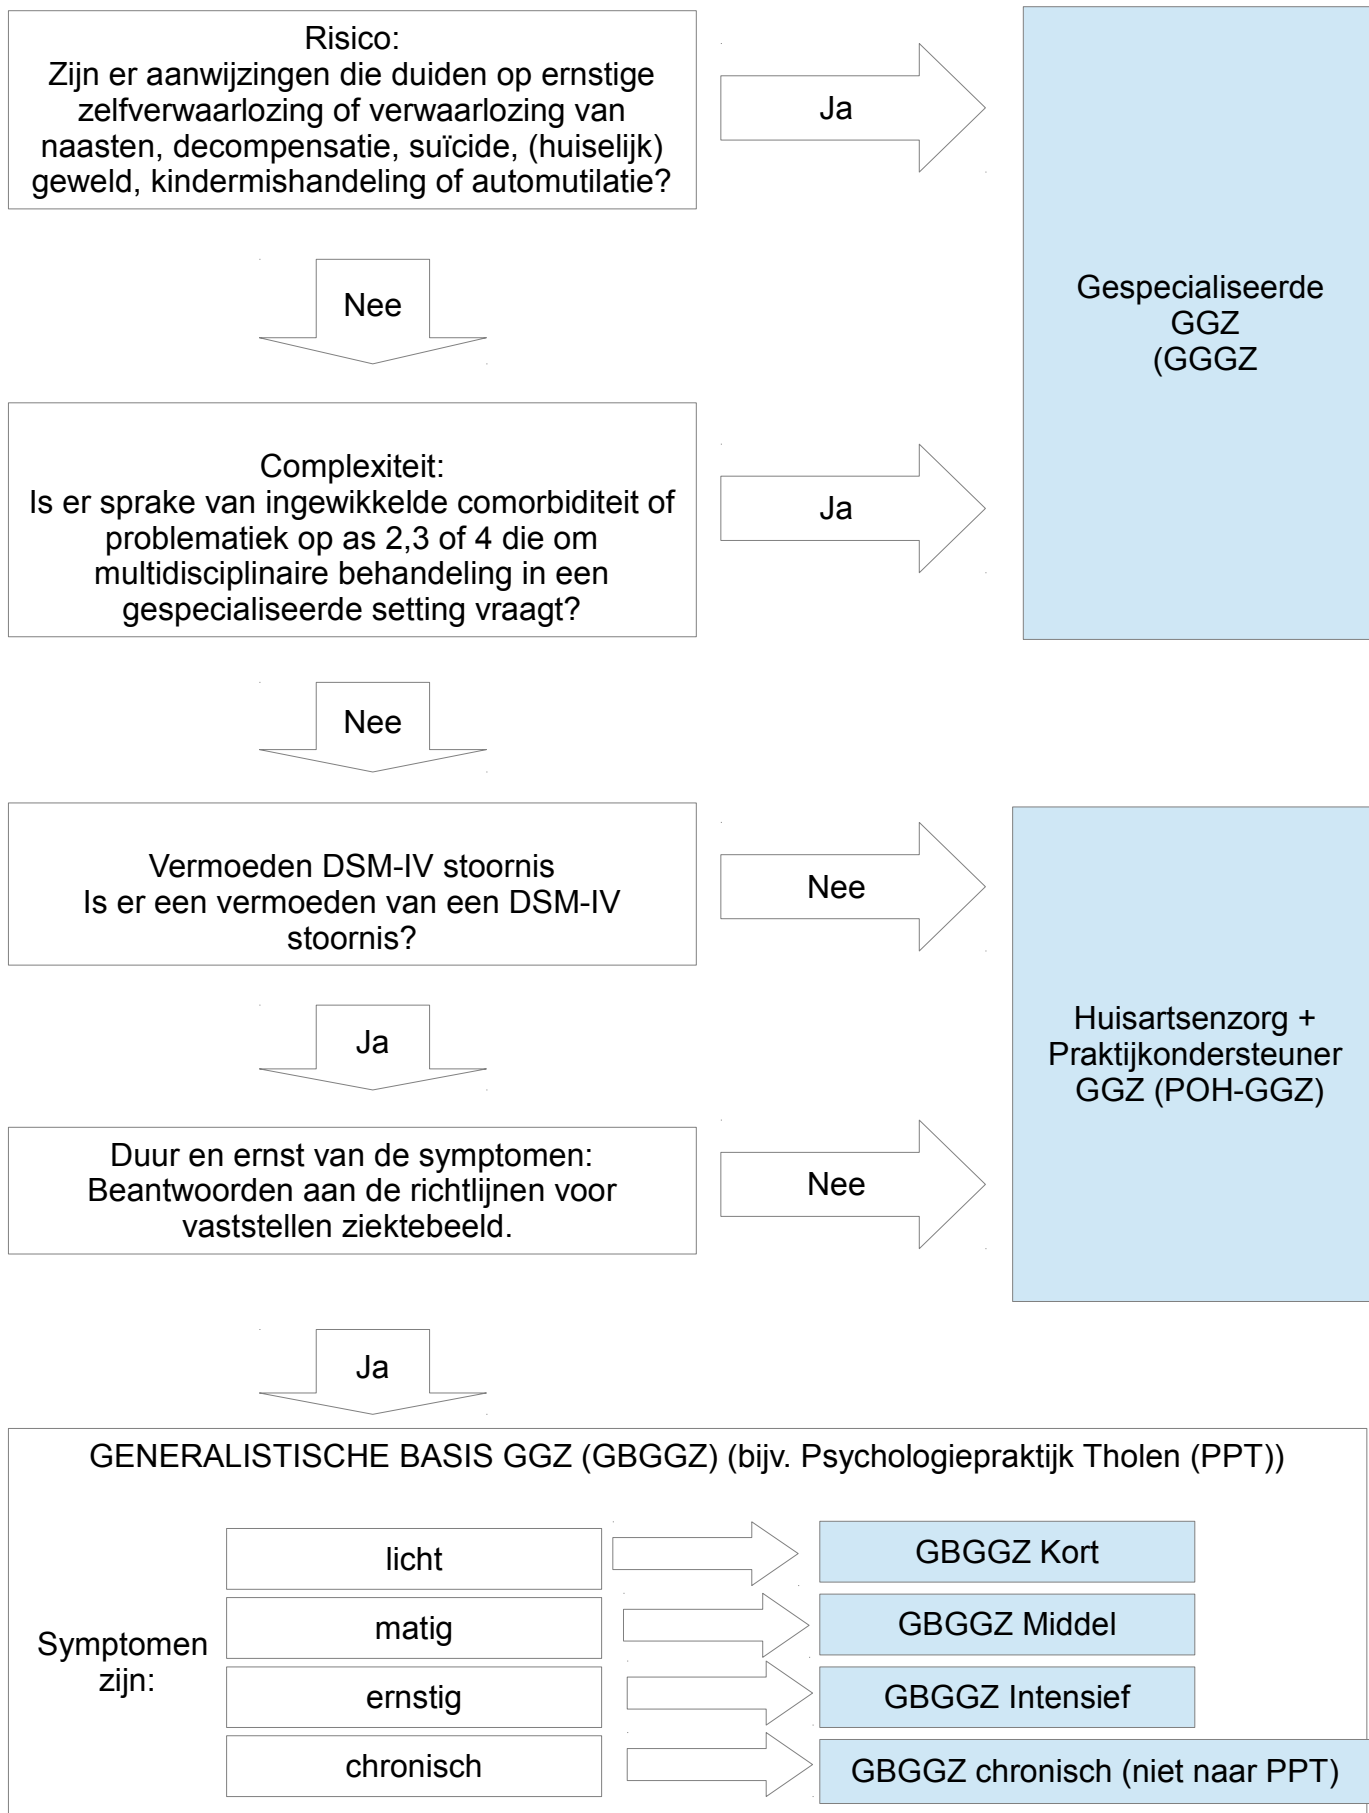 Risico:
Zijn er aanwijzingen die duiden op ernstige
zelfverwaarlozing of verwaarlozing van
naasten, decompensatie, suïcide, (huiselijk)
geweld, kindermishandeling of automutilatie?
Ja
Gespecialiseerde
GGZ
(GGGZ
Nee
Complexiteit:
Is er sprake van ingewikkelde comorbiditeit of
problematiek op as 2,3 of 4 die om
multidisciplinaire behandeling in een
gespecialiseerde setting vraagt?
Ja
Nee
Vermoeden DSM-IV stoornis
Is er een vermoeden van een DSM-IV
stoornis?
Nee
Huisartsenzorg +
Praktijkondersteuner
GGZ (POH-GGZ)
Ja
Duur en ernst van de symptomen:
Beantwoorden aan de richtlijnen voor
vaststellen ziektebeeld.
Nee
Ja
GENERALISTISCHE BASIS GGZ (GBGGZ) (bijv. Psychologiepraktijk Tholen (PPT))
Symptomen
zijn:
licht
GBGGZ Kort
matig
GBGGZ Middel
ernstig
GBGGZ Intensief
chronisch
GBGGZ chronisch (niet naar PPT)